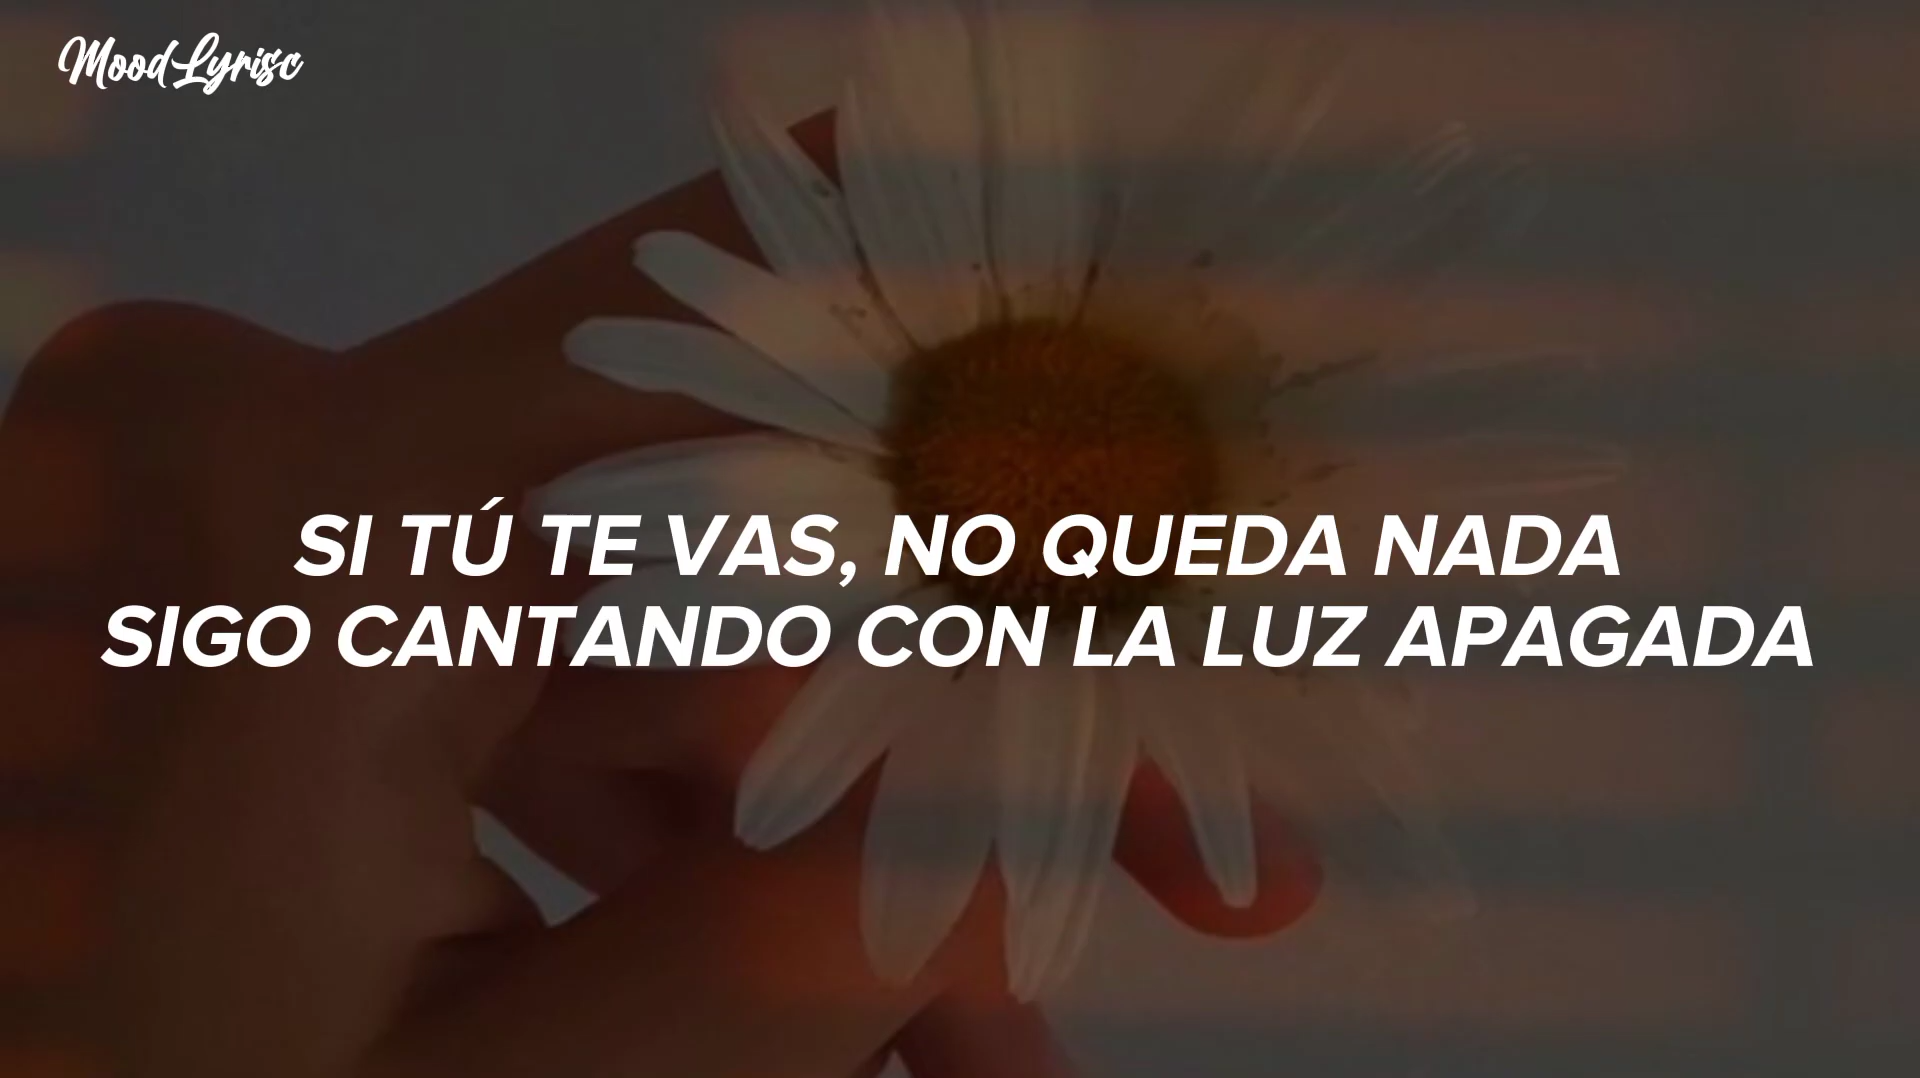 MoodLyrisc
SI TÚ TE VAS, NO QUEDA NADA
SIGO CANTANDO CON LA LUZ APAGADA